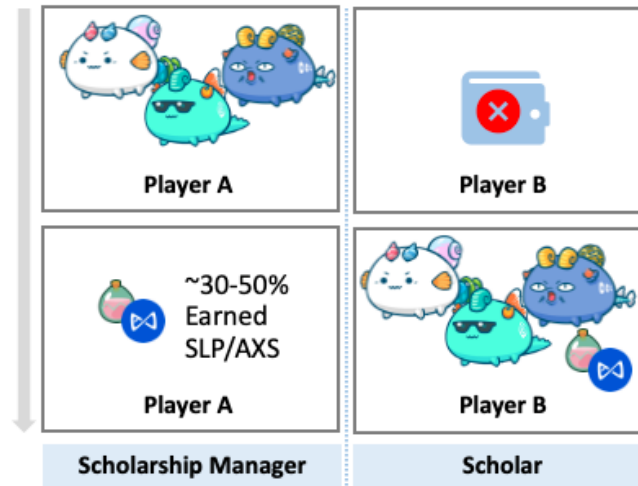 Player A
Player B
~30-50%
Earned
SLP/AXS
Player A
Player B
Scholarship Manager
Scholar